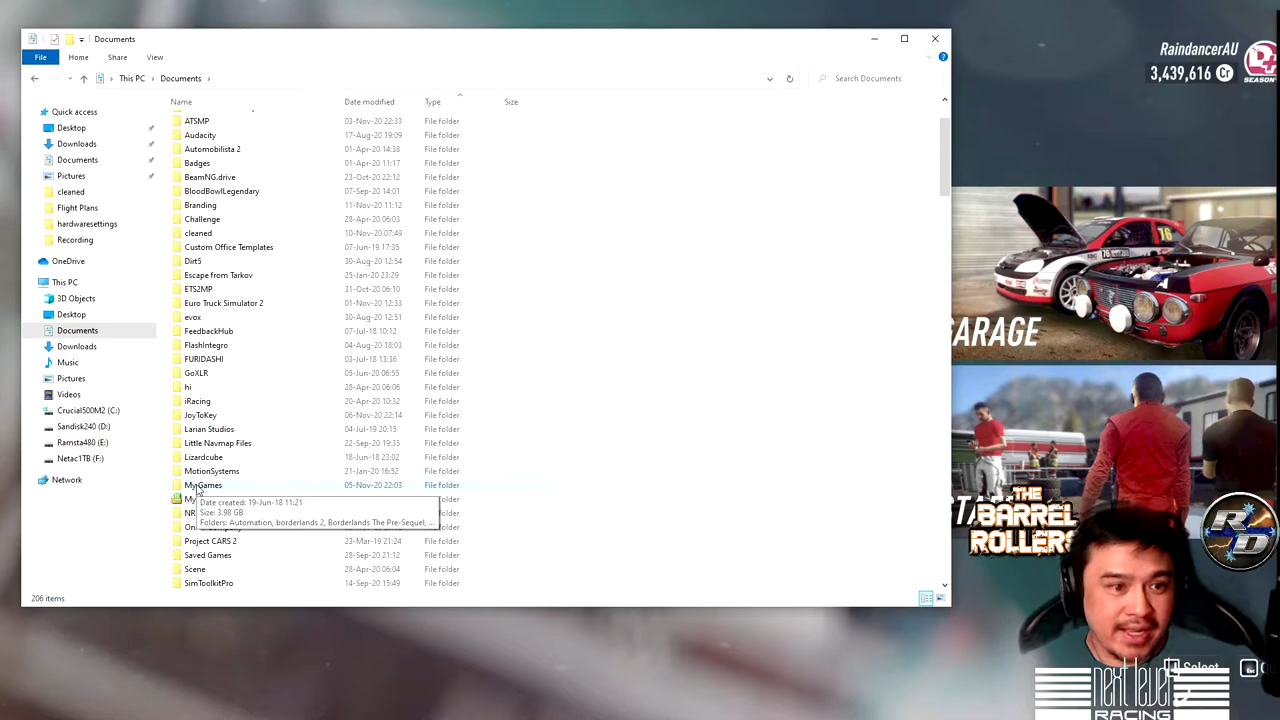 Documents
File Home Share View
This PC Documents
Search Documents
Name Date modified Type Size
Quick access
Desktop
Downloads
Documents
Pictures
cleaned
Flight Plans
hardwaresettings
Recording
OneDrive
This PC
3D Objects
Desktop
Documents
Downloads
Music
Pictures
Videos
Crucial500M2 (C:)
Sandisk240 (D:)
Ramsta480 (E:)
Netac1TB (F:)
Network
ATSMP 03-Nov-20 22:33 File folder
Audacity 17-Aug-20 19:09 File folder
Automobilista 2 01-Apr-20 14:38 File folder
Badges 01-Apr-20 11:17 File folder
BeamNG.drive 23-Oct-20 22:12 File folder
BloodBowlLegendary 07-Sep-20 14:01 File folder
Branding 11-Nov-20 11:12 File folder
Challenge 28-Apr-20 06:03 File folder
cleaned 10-Nov-20 07:49 File folder
Custom Office Templates 07-Jun-19 17:35 File folder
Dirt5 30-Aug-20 12:54 File folder
Escape from Tarkov 25-Jan-20 23:29 File folder
ETS2MP 31-Oct-20 06:10 File folder
Euro Truck Simulator 2 01-Nov-20 12:33 File folder
evox 30-Aug-20 12:51 File folder
FeedbackHub 07-Jul-18 10:12 File folder
FlashIntegro 04-Aug-20 18:03 File folder
FURIDASHI 03-Jul-18 13:36 File folder
GoXLR 05-Jun-20 06:55 File folder
hi 28-Apr-20 06:06 File folder
iRacing 20-Apr-20 10:32 File folder
JoyToKey 06-Nov-20 22:14 File folder
Larian Studios 04-Jul-19 20:15 File folder
Little Navmap Files 22-Sep-20 19:35 File folder
Lizardcube 18-Jun-18 23:02 File folder
MotionSystems 21-Jan-20 16:52 File folder
My Games 05-Nov-20 22:03 File folder
My
Date created: 19-Jun-18 11:21
Size: 3.98 GB
Folders: Automation, borderlands 2, Borderlands The Pre-Sequel, ...
Project CARS 2 23-Mar-19 21:24 File folder
Saved Games 28-Sep-20 21:12 File folder
Scene 28-Apr-20 06:04 File folder
SimToolkitPro 14-Sep-20 15:49 File folder
206 items
RaindancerAU
3,439,616 Cr
D+
SEASON
16
GARAGE
THE
BARREL
ROLLERS
RD
Select
next level
RACING